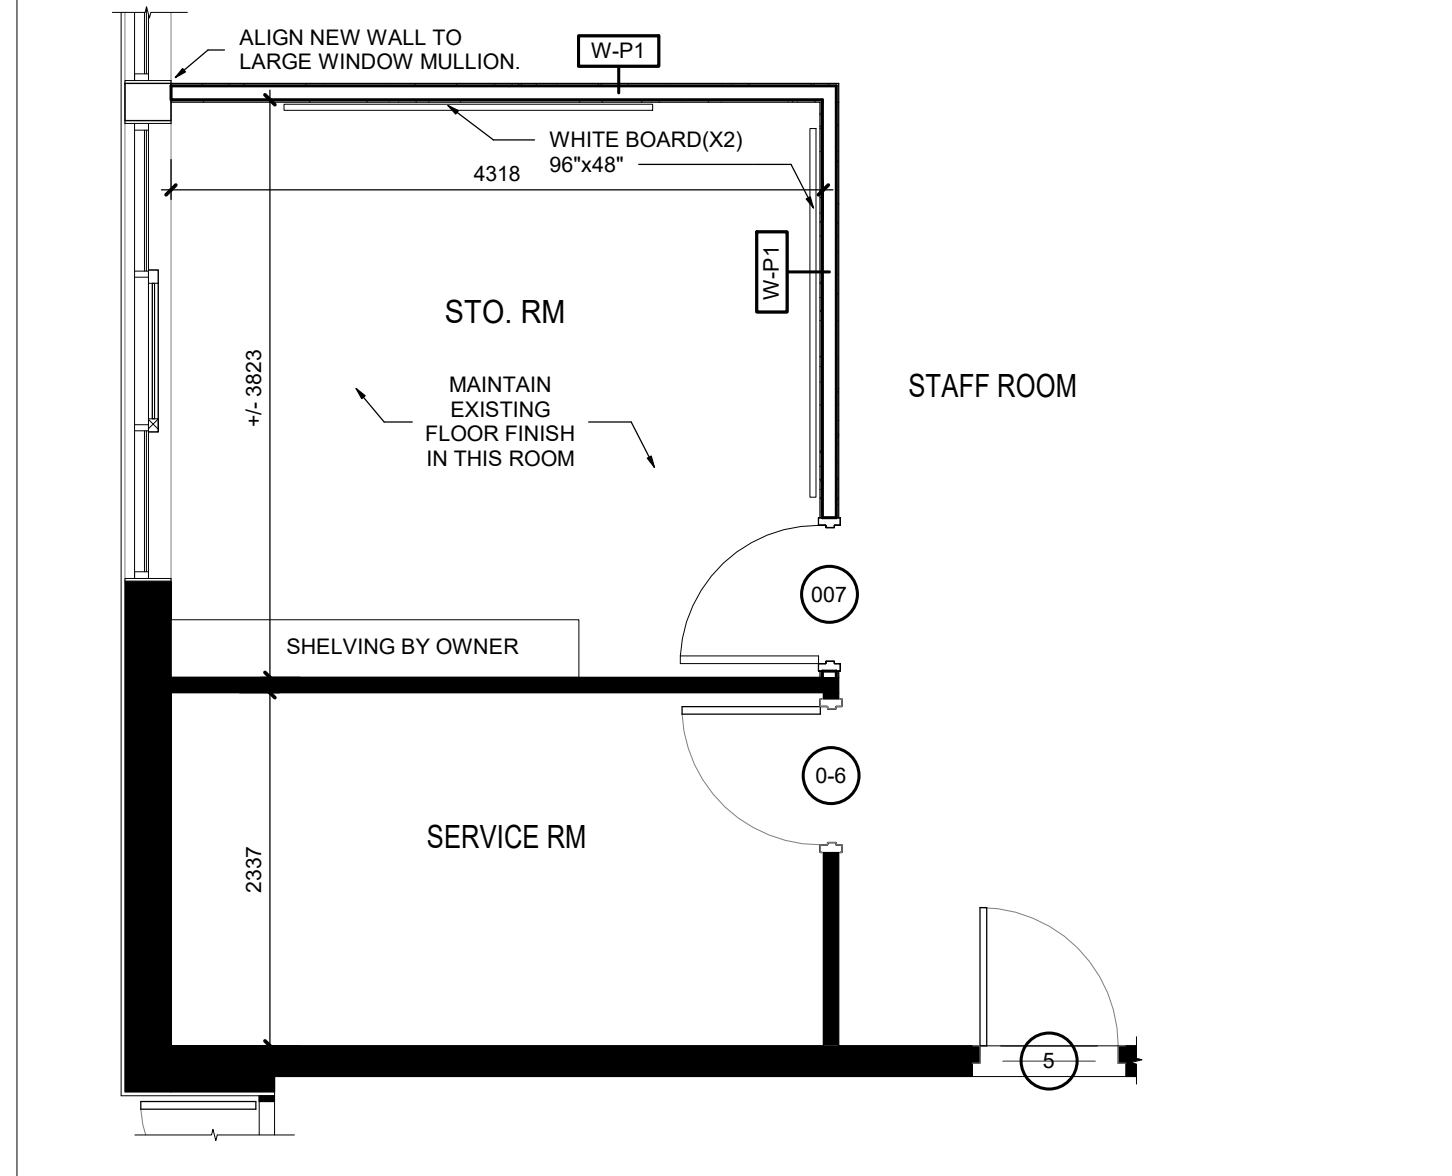 ALIGN NEW WALL TO
LARGE WINDOW MULLION.
W-P1
WHITE BOARD(X2)
96"x48"
4318
W-P1
STO. RM
+/- 3823
MAINTAIN
EXISTING
FLOOR FINISH
IN THIS ROOM
STAFF ROOM
007
SHELVING BY OWNER
0-6
SERVICE RM
2337
5